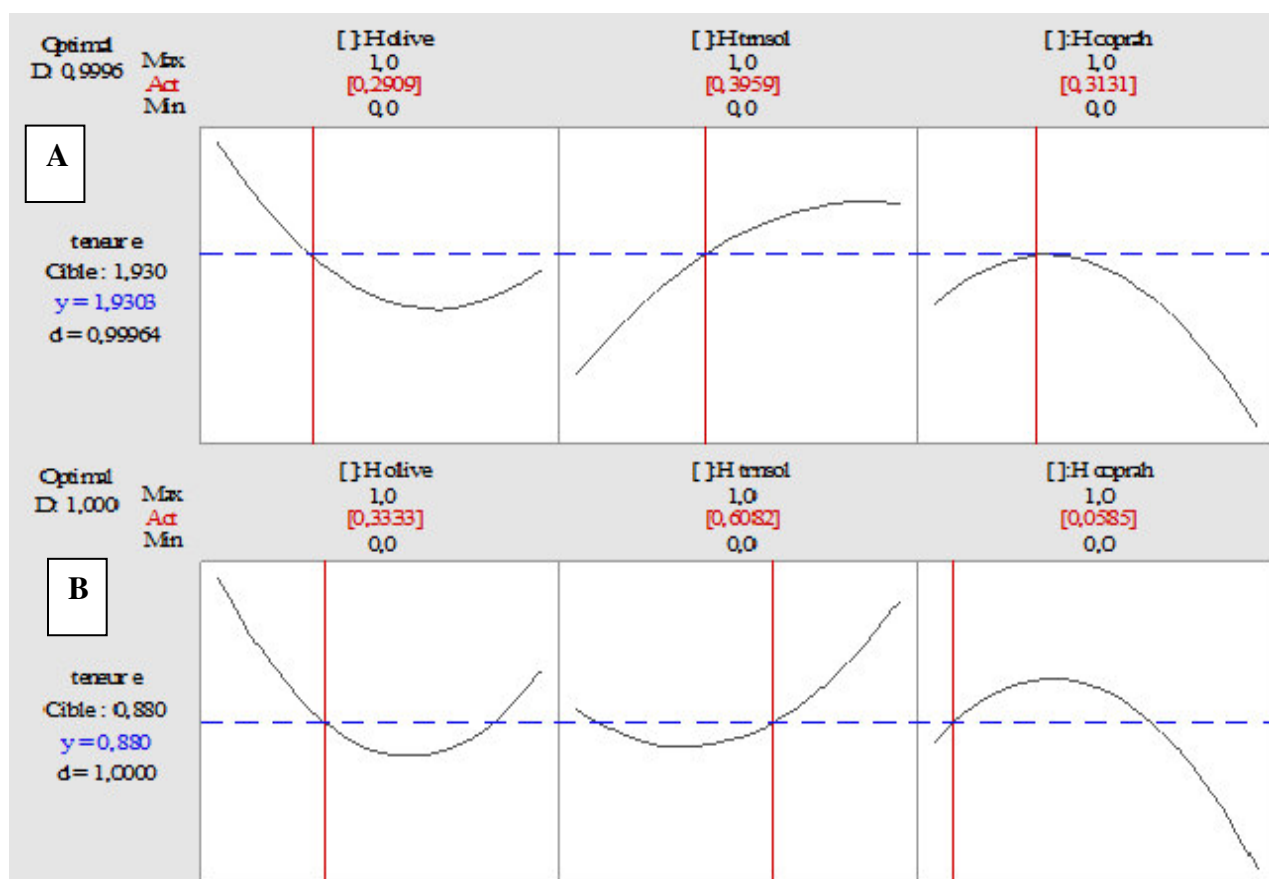 Optimal
D: 0,9996
Max
Act
Min
[ ]:H olive
1,0
[0,2909]
0,0
[ ]:H trnsol
1,0
[0,3959]
0,0
[ ]:H coprah
1,0
[0,3131]
0,0
A
teneur e
Cible: 1,930
y = 1,9303
d = 0,99964
Optimal
D: 1,000
Max
Act
Min
[ ]:H olive
1,0
[0,3333]
0,0
[ ]:H trnsol
1,0
[0,6082]
0,0
[ ]:H coprah
1,0
[0,0585]
0,0
B
teneur e
Cible: 0,880
y = 0,880
d = 1,0000